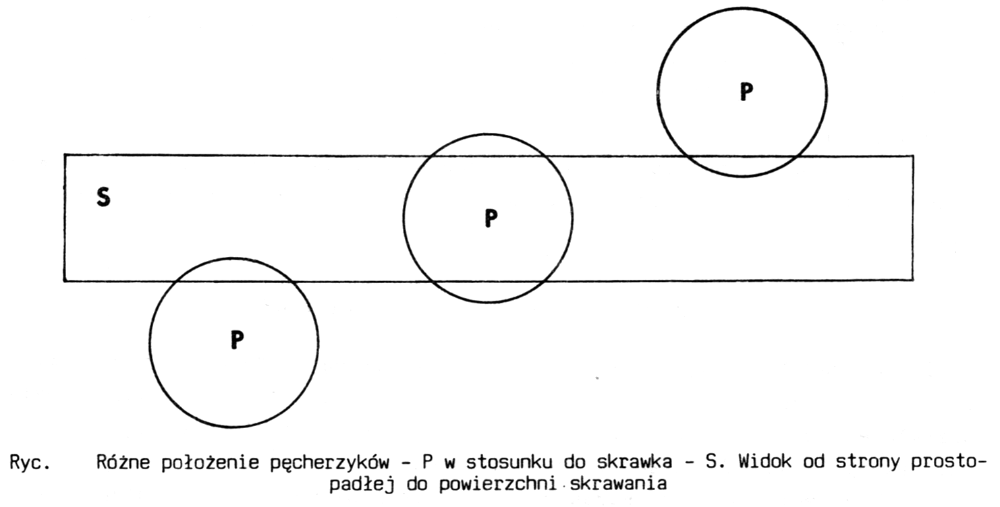 P
S
P
P
Ryc. Różne położenie pęcherzyków - P w stosunku do skrawka - S. Widok od strony prosto-
padłej do powierzchni skrawania